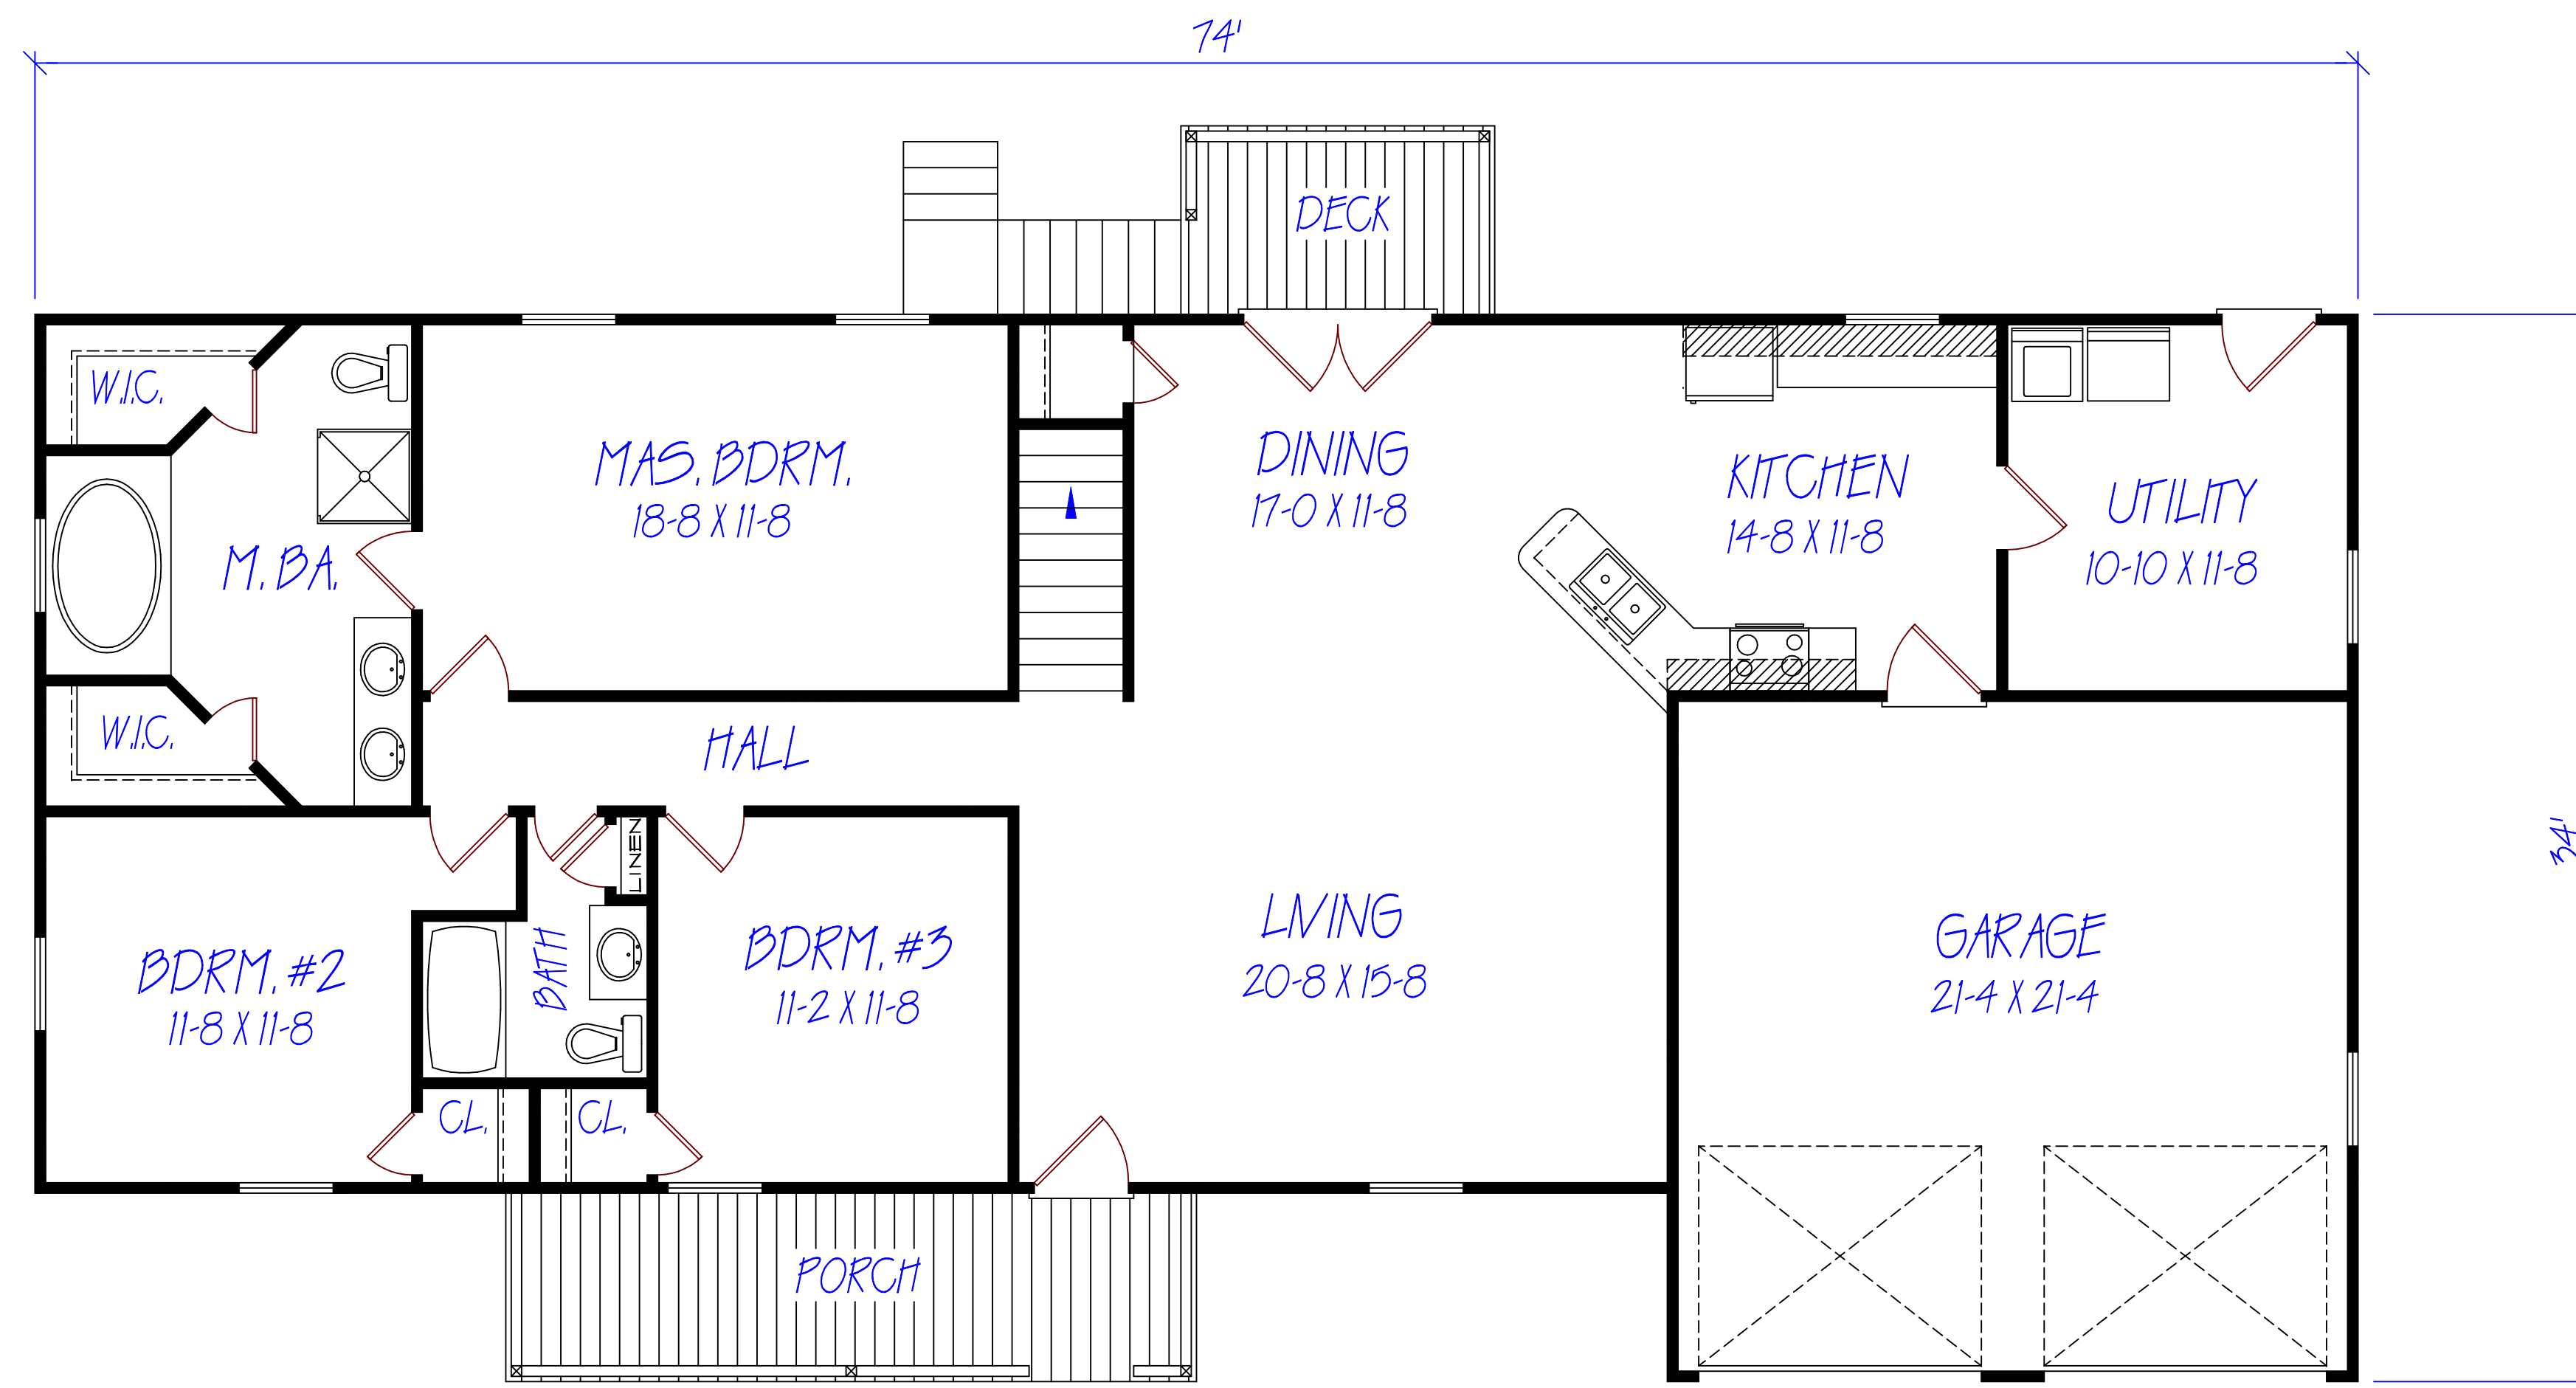 74'
DECK
W.I.C.
MAS. BDRM.
18-8 X 11-8
DINING
17-0 X 11-8
KITCHEN
14-8 X 11-8
UTILITY
10-10 X 11-8
M. BA.
W.I.C.
HALL
34'
LINEN
BDRM. #2
11-8 X 11-8
BATH
BDRM. #3
11-2 X 11-8
LIVING
20-8 X 15-8
GARAGE
21-4 X 21-4
CL.
CL.
PORCH